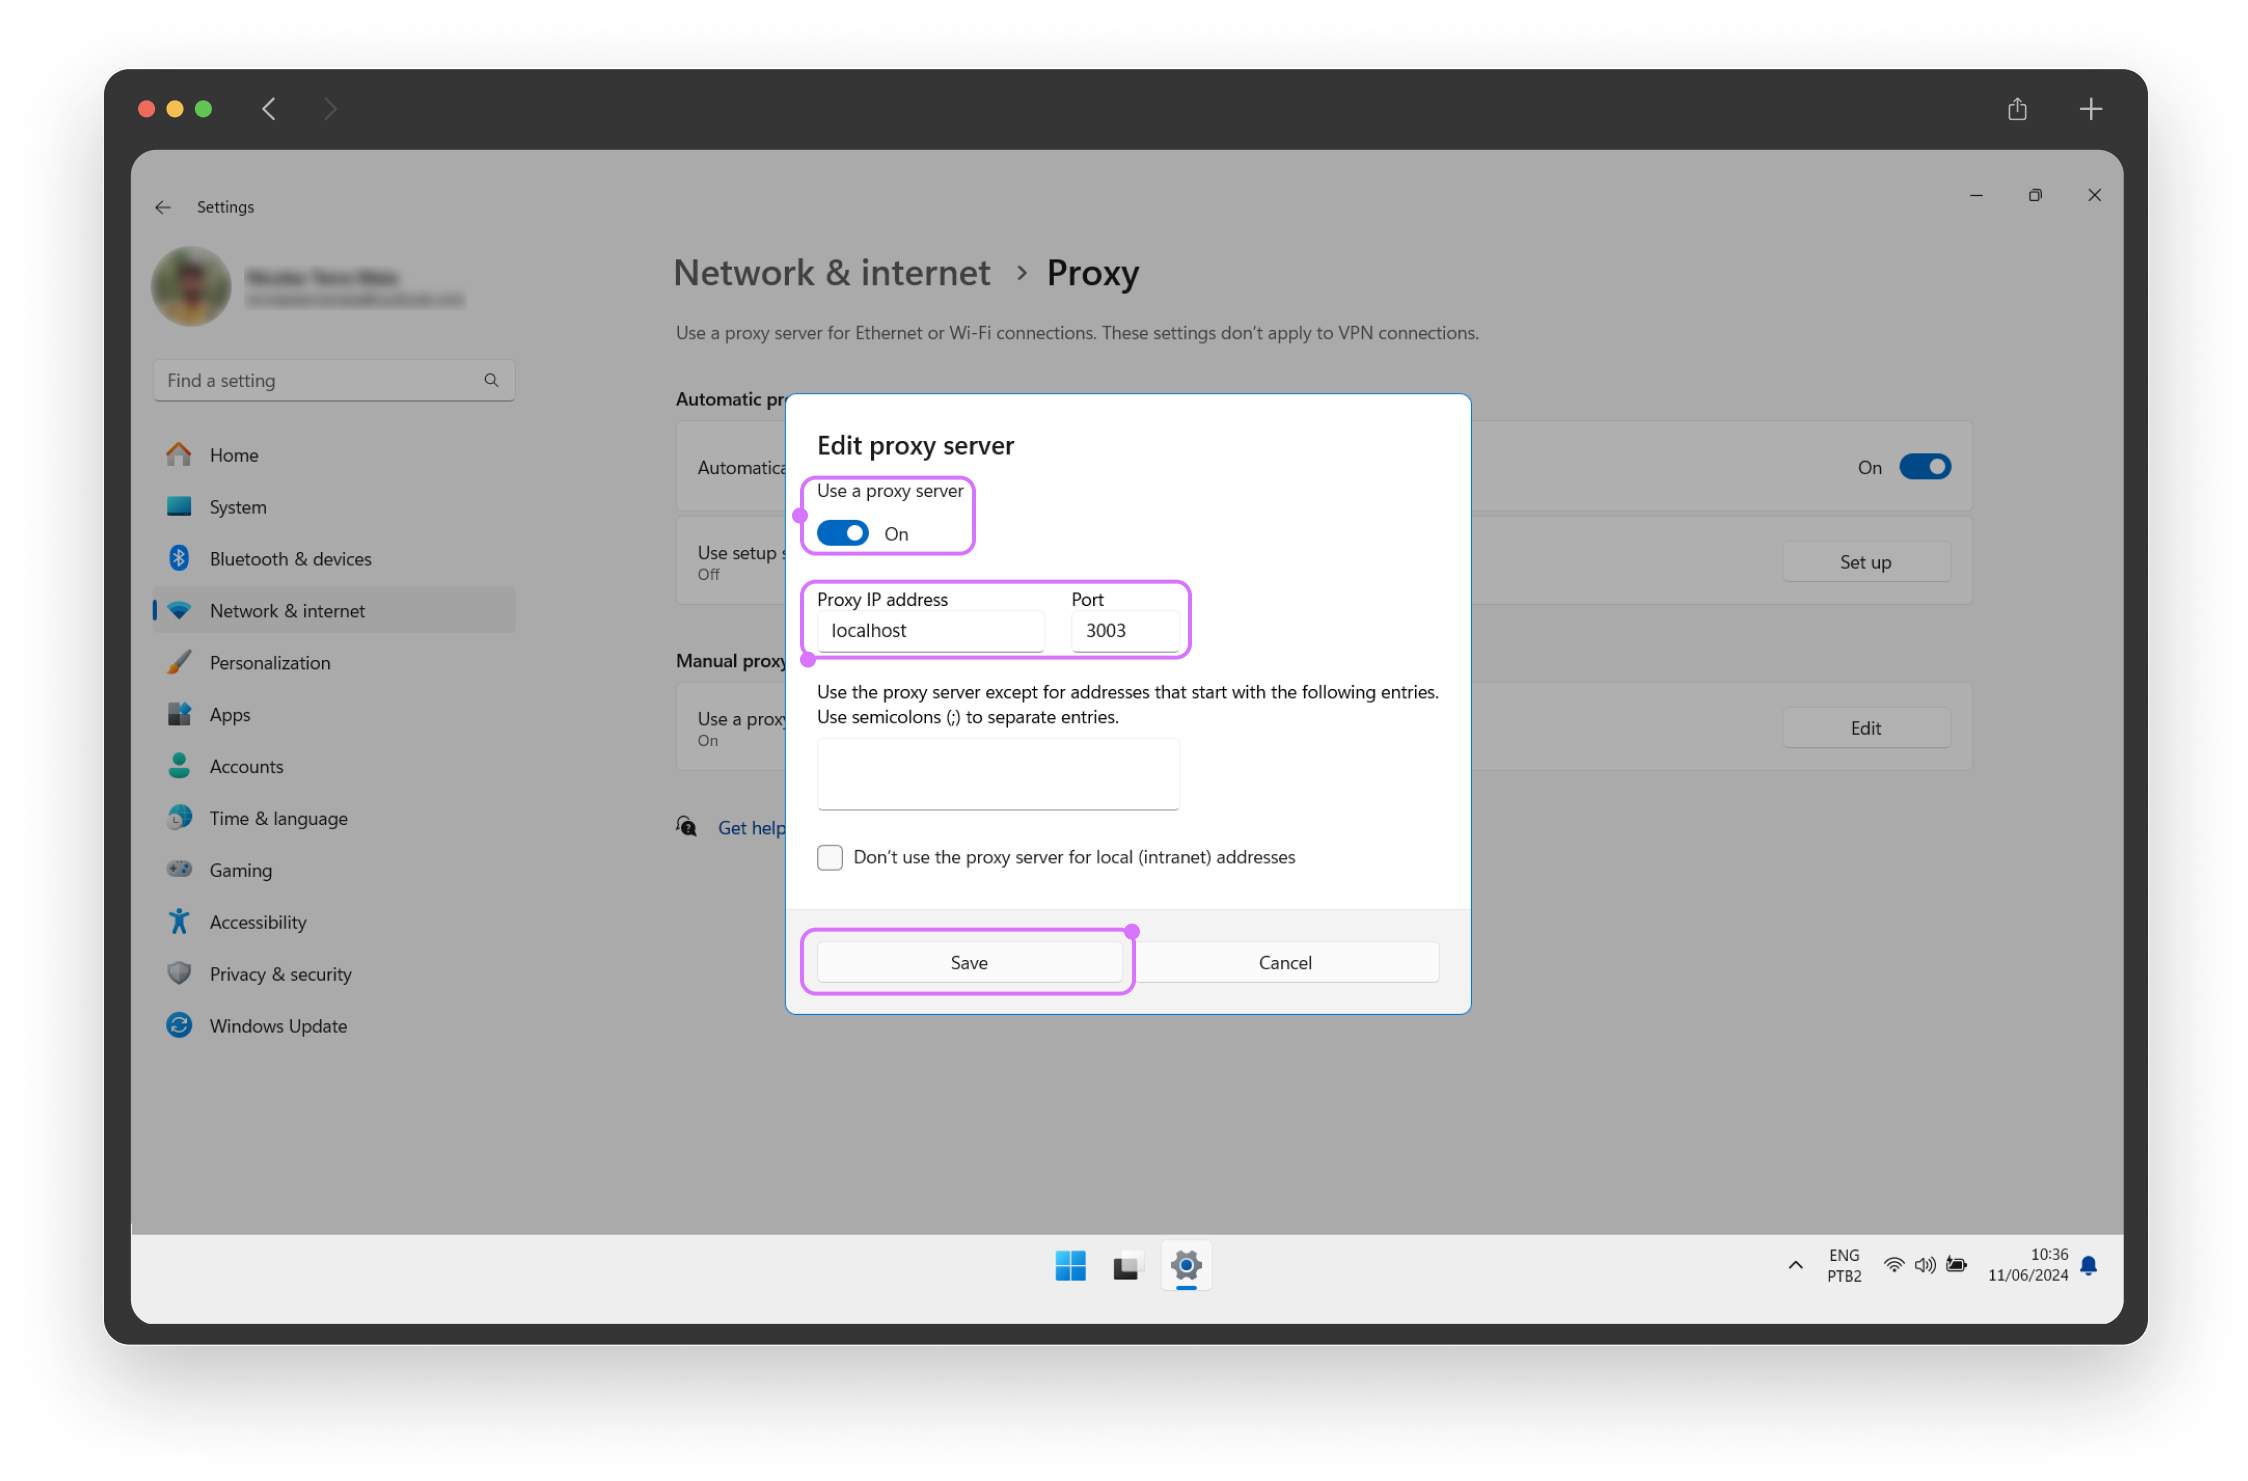 Settings
Find a setting
Home
System
Bluetooth & devices
Network & internet
Personalization
Apps
Accounts
Time & language
Gaming
Accessibility
Privacy & security
Windows Update
Network & internet > Proxy
Use a proxy server for Ethernet or Wi-Fi connections. These settings don't apply to VPN connections.
Automatic pr
Automatica
On
Use setup s
Off
Set up
Manual proxy
Use a proxy
On
Edit
Get help
Edit proxy server
Use a proxy server
On
Proxy IP address Port
localhost 3003
Use the proxy server except for addresses that start with the following entries.
Use semicolons (;) to separate entries.
Don't use the proxy server for local (intranet) addresses
Save Cancel
ENG
PTB2
10:36
11/06/2024